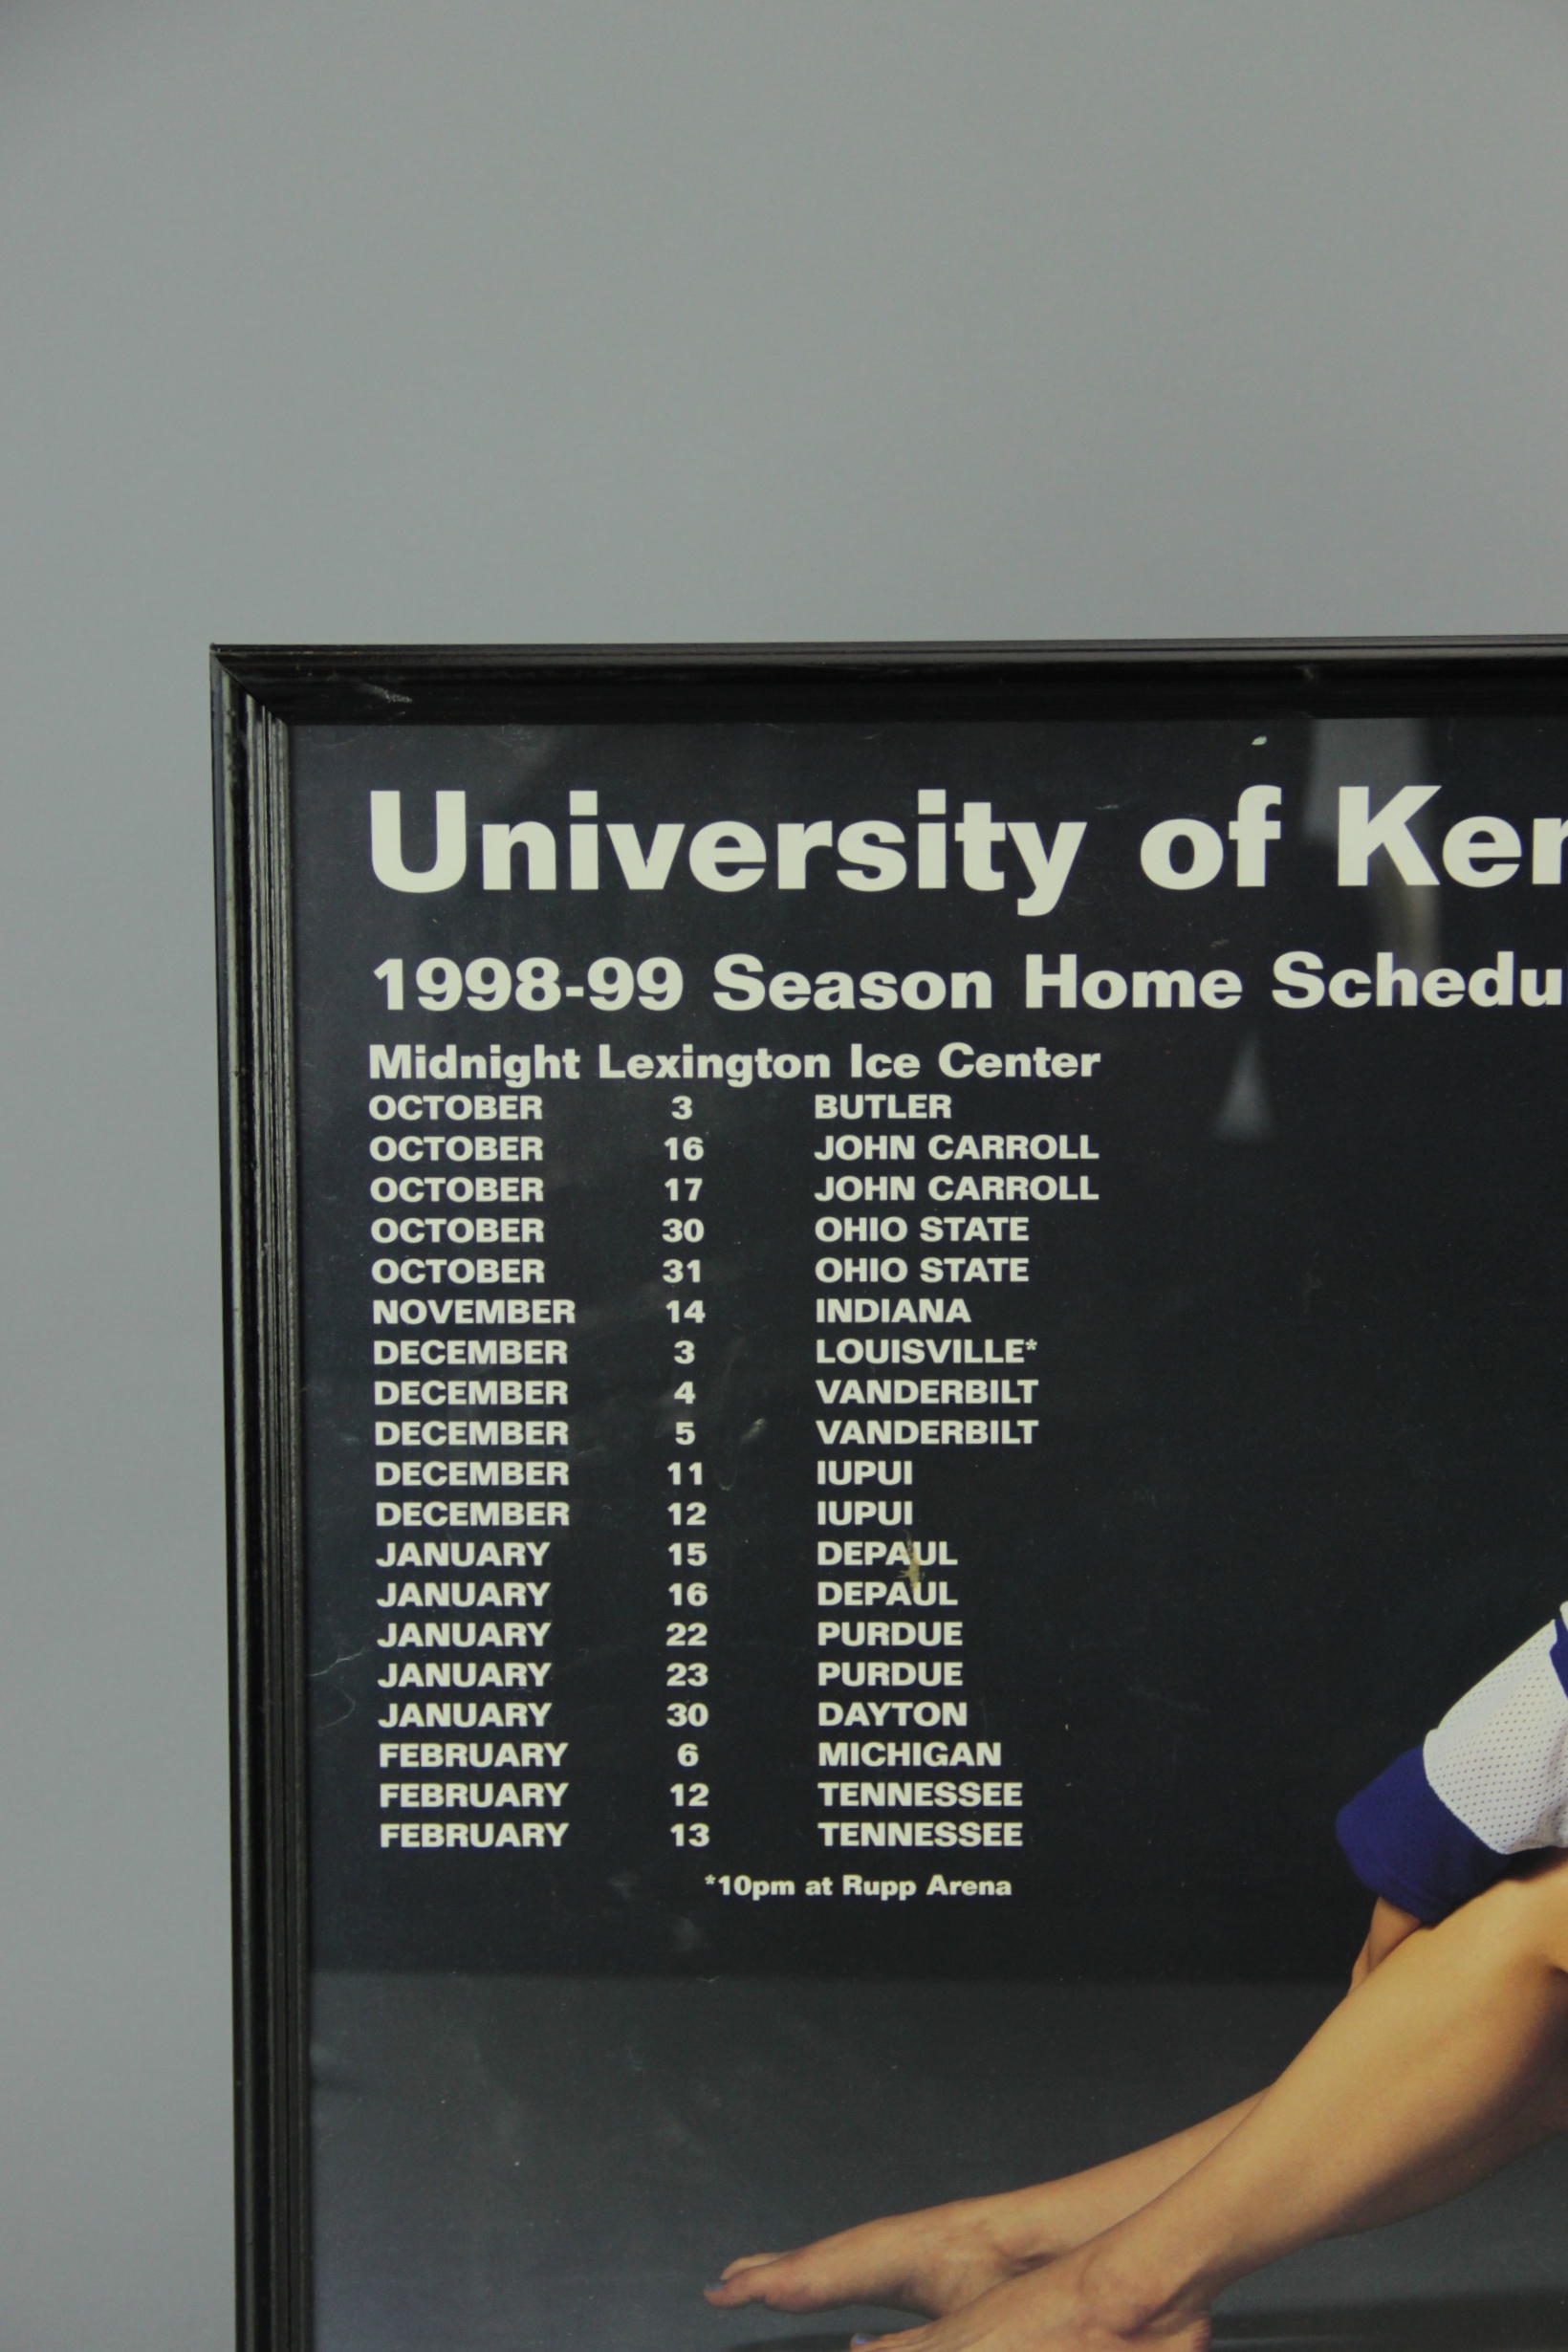 University of Ken
1998-99 Season Home Schedu
Midnight Lexington Ice Center
OCTOBER 3 BUTLER
OCTOBER 16 JOHN CARROLL
OCTOBER 17 JOHN CARROLL
OCTOBER 30 OHIO STATE
OCTOBER 31 OHIO STATE
NOVEMBER 14 INDIANA
DECEMBER 3 LOUISVILLE*
DECEMBER 4 VANDERBILT
DECEMBER 5 VANDERBILT
DECEMBER 11 IUPUI
DECEMBER 12 IUPUI
JANUARY 15 DEPAUL
JANUARY 16 DEPAUL
JANUARY 22 PURDUE
JANUARY 23 PURDUE
JANUARY 30 DAYTON
FEBRUARY 6 MICHIGAN
FEBRUARY 12 TENNESSEE
FEBRUARY 13 TENNESSEE
*10pm at Rupp Arena